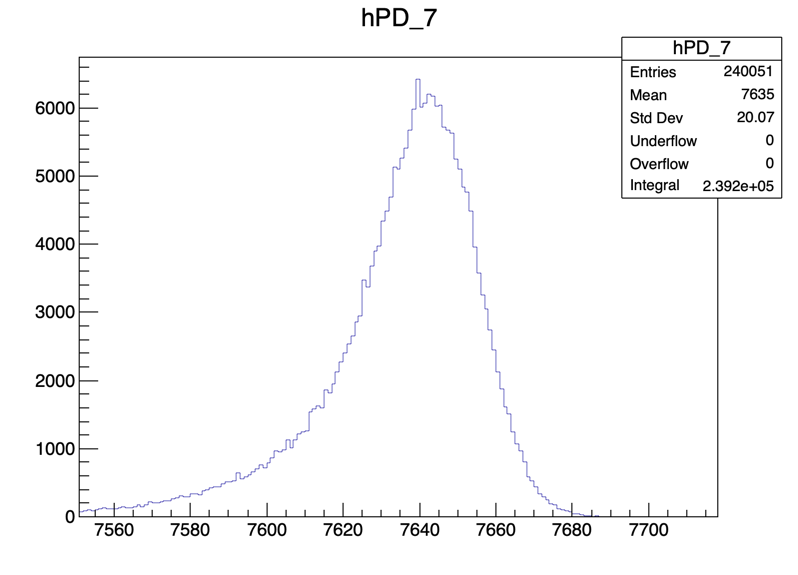 hPD_7
hPD_7
Entries 240051
Mean 7635
Std Dev 20.07
Underflow 0
Overflow 0
Integral 2.392e+05
6000
5000
4000
3000
2000
1000
0
7560 7580 7600 7620 7640 7660 7680 7700